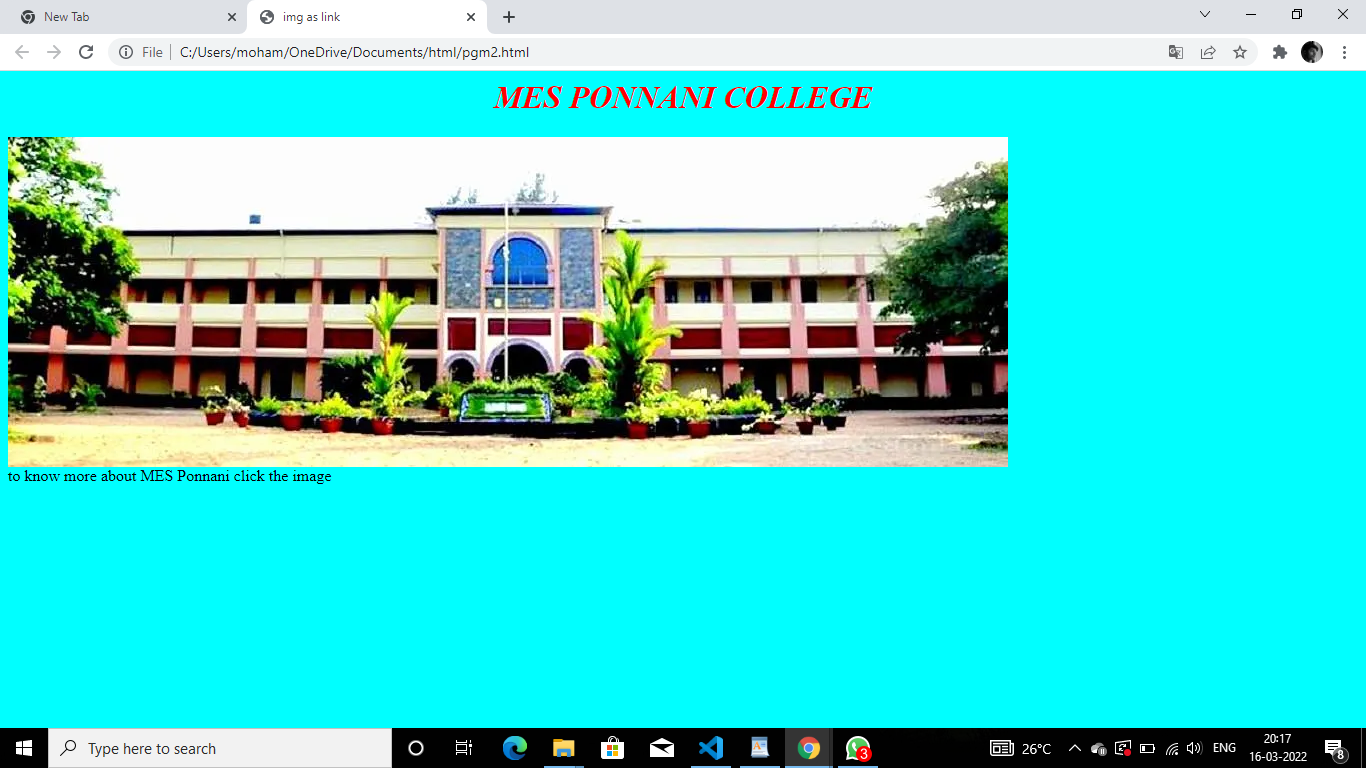 New Tab
img as link
File
C:/Users/moham/OneDrive/Documents/html/pgm2.html
MES PONNANI COLLEGE
to know more about MES Ponnani click the image
Type here to search
3
26°C
ENG
20:17
16-03-2022
8